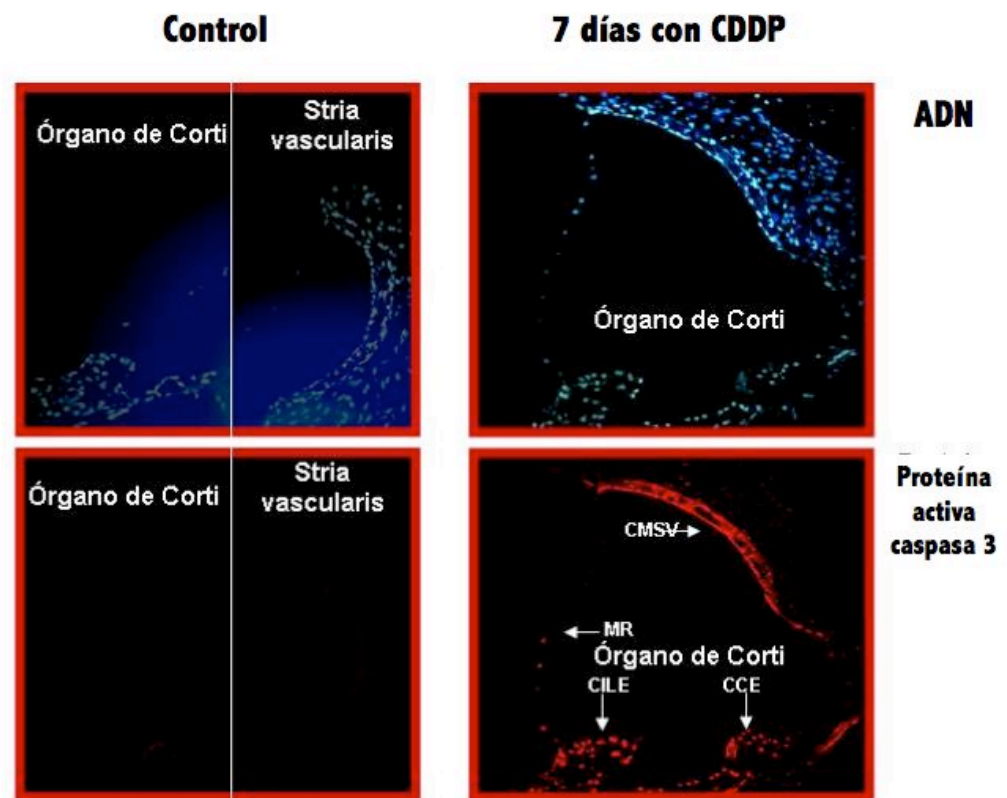 Control
7 días con CDDP
Órgano de Corti
Stria
vascularis
Órgano de Corti
ADN
Órgano de Corti
Stria
vascularis
CMSV
MR
Órgano de Corti
CILE
CCE
Proteína
activa
caspasa 3